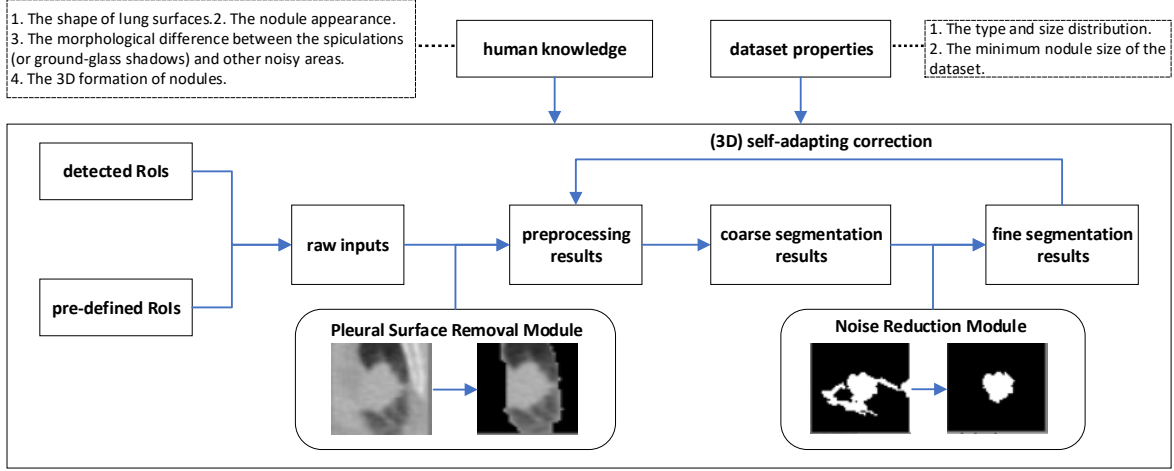 1. The shape of lung surfaces.2. The nodule appearance.
3. The morphological difference between the spiculations
(or ground-glass shadows) and other noisy areas.
4. The 3D formation of nodules.
human knowledge
dataset properties
1. The type and size distribution.
2. The minimum nodule size of the
dataset.
(3D) self-adapting correction
detected RoIs
pre-defined RoIs
raw inputs
preprocessing
results
coarse segmentation
results
fine segmentation
results
Pleural Surface Removal Module
Noise Reduction Module